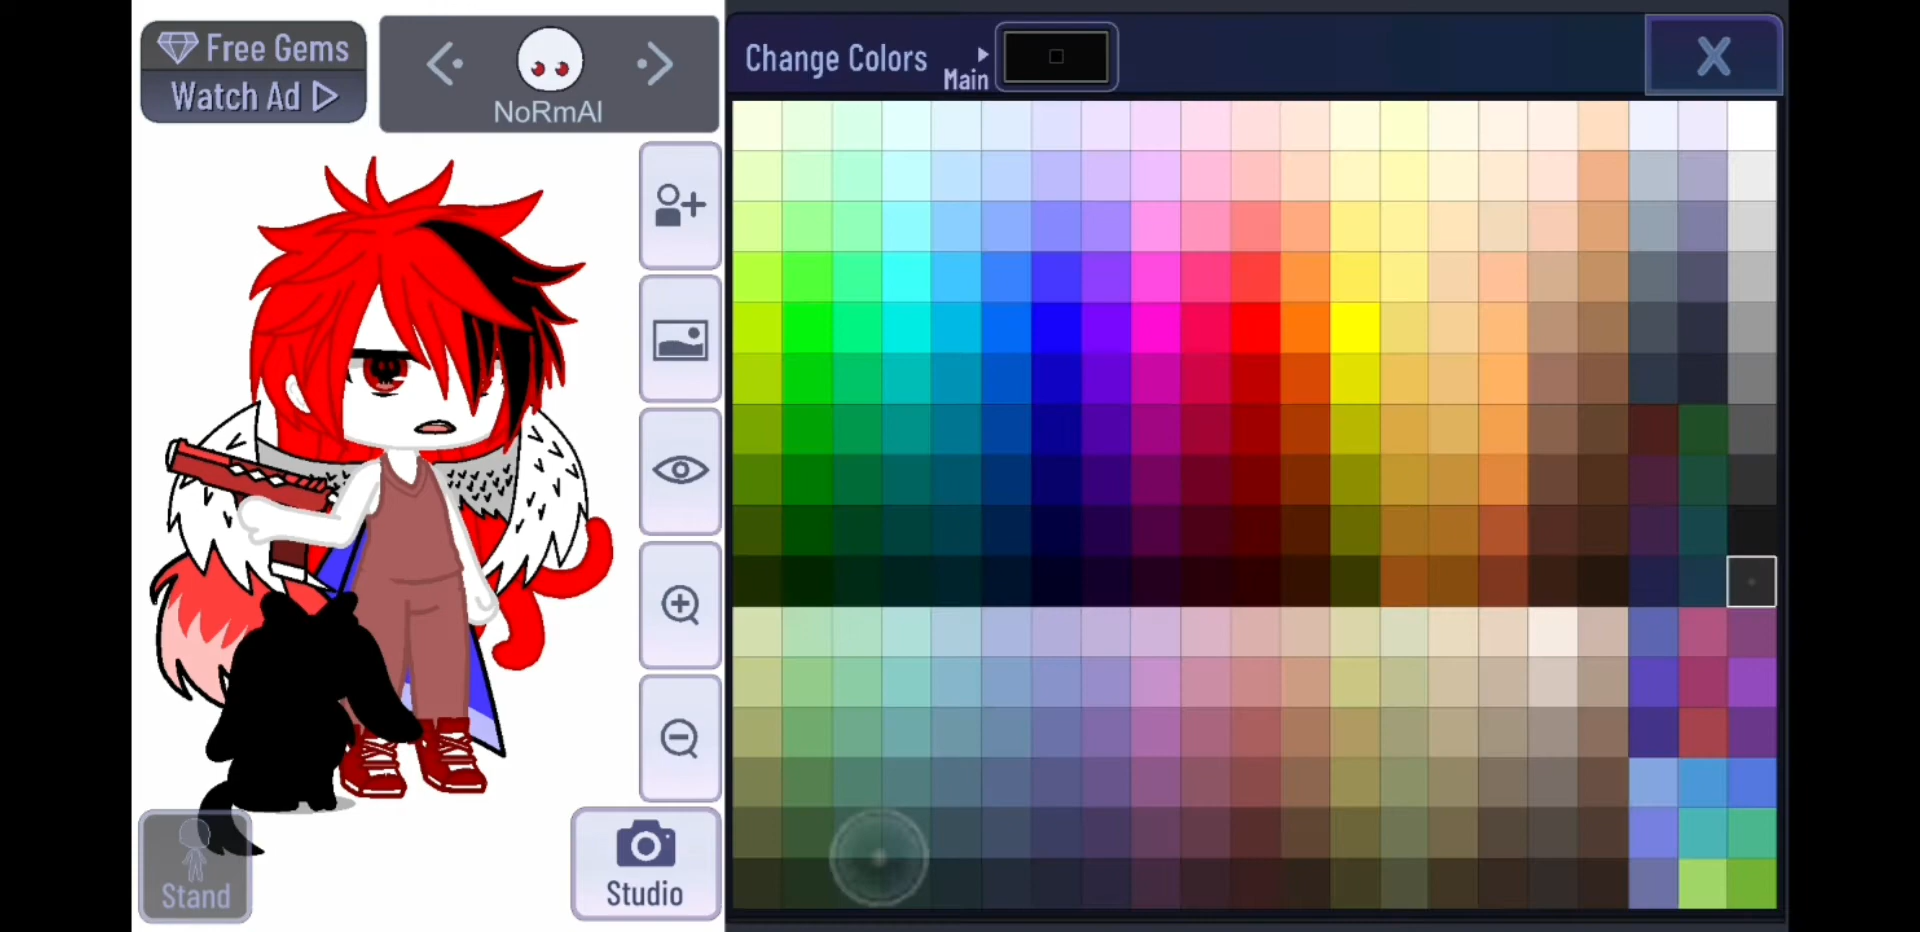 Free Gems
Watch Ad
NoRmAl
Stand
Studio
Change Colors
Main
X